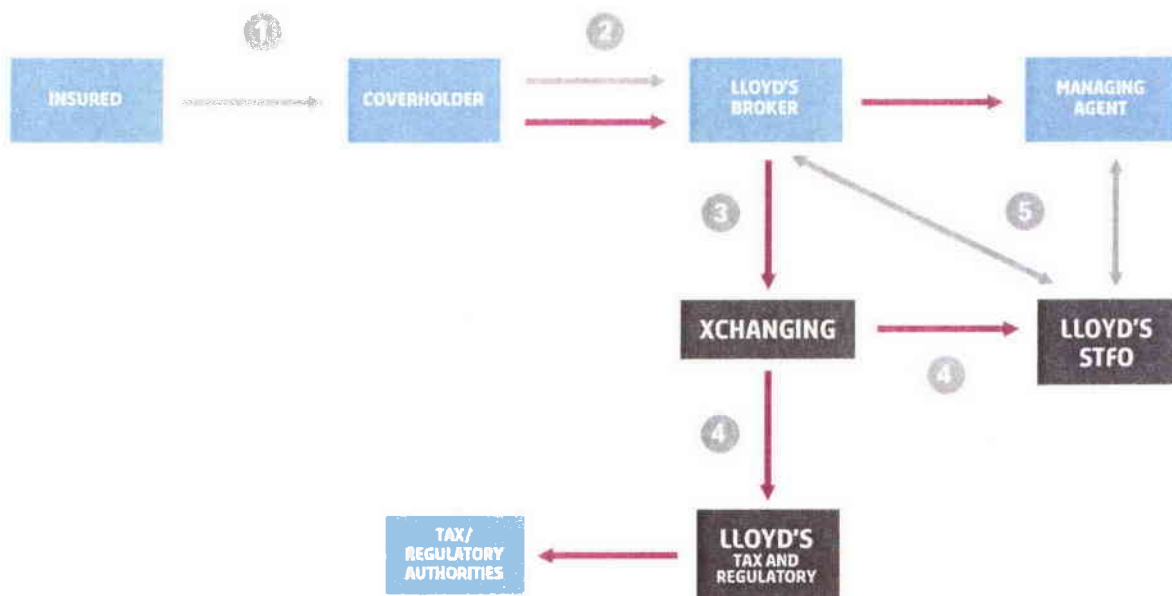 1
2
INSURED
COVERHOLDER
LLOYD'S
BROKER
MANAGING
AGENT
3
5
XCHANGING
LLOYD'S
STFO
4
4
TAX/
REGULATORY
AUTHORITIES
LLOYD'S
TAX AND
REGULATORY